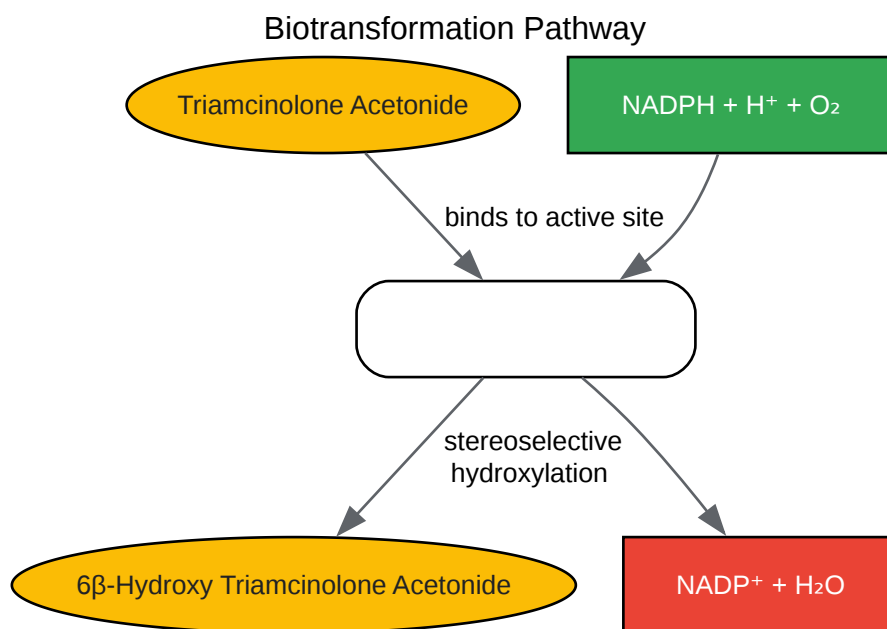 Biotransformation Pathway
Triamcinolone Acetonide
NADPH + H⁺ + O₂
binds to active site
stereoselective
hydroxylation
6β-Hydroxy Triamcinolone Acetonide
NADP⁺ + H₂O